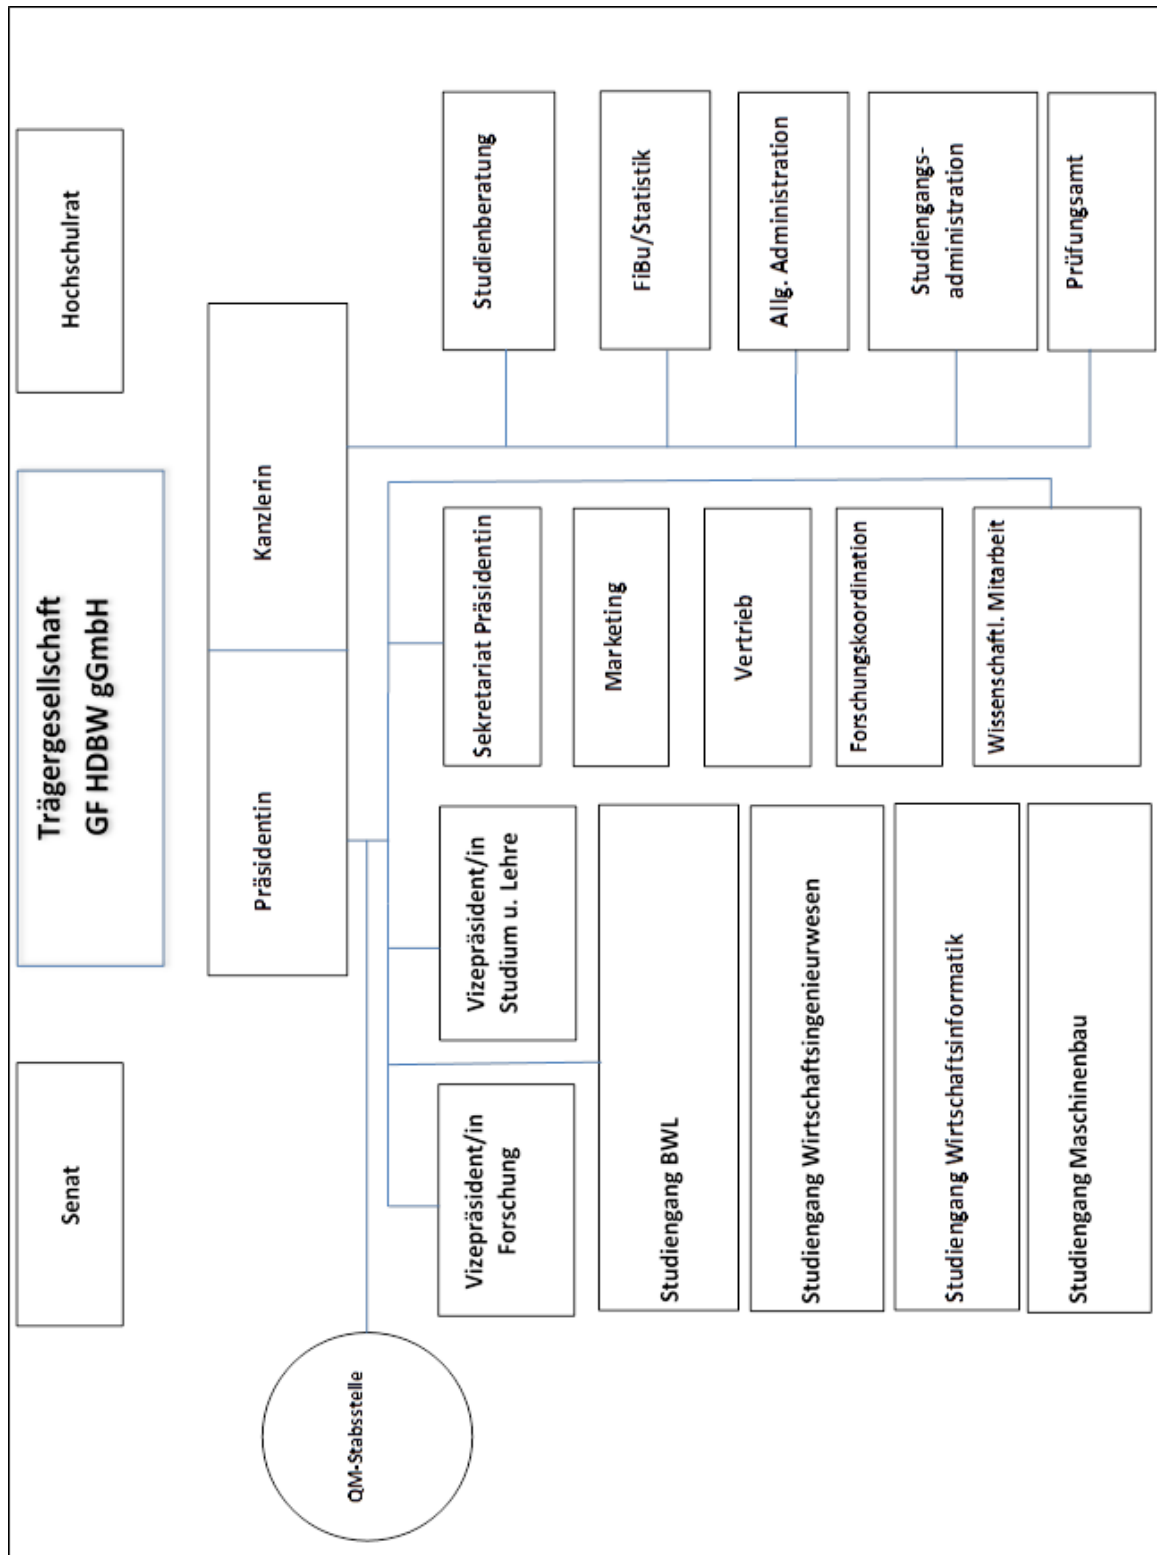 Senat
Trägergesellschaft
GF HDBW gGmbH
Hochschulrat
Präsidentin
Kanzlerin
QM-Stabsstelle
Vizepräsident/in
Forschung
Vizepräsident/in
Studium u. Lehre
Sekretariat Präsidentin
Studienberatung
Studiengang BWL
Marketing
FiBu/Statistik
Studiengang Wirtschaftsingenieurwesen
Vertrieb
Allg. Administration
Studiengang Wirtschaftsinformatik
Forschungskoordination
Studiengangs-
administration
Studiengang Maschinenbau
Wissenschaftl. Mitarbeit
Prüfungsamt